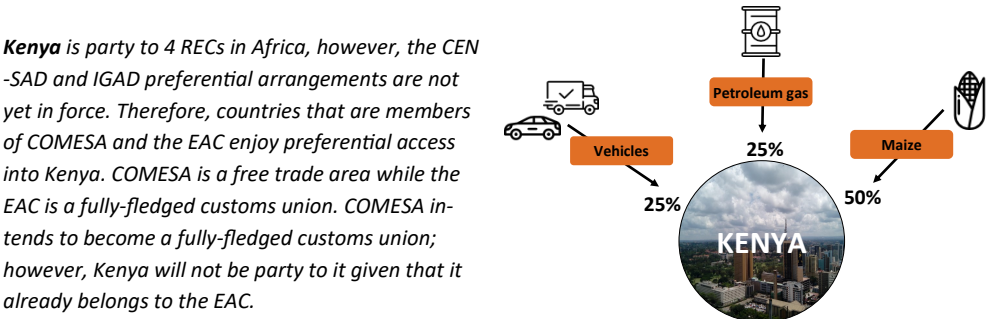 Kenya is party to 4 RECs in Africa, however, the CEN
-SAD and IGAD preferential arrangements are not
yet in force. Therefore, countries that are members
of COMESA and the EAC enjoy preferential access
into Kenya. COMESA is a free trade area while the
EAC is a fully-fledged customs union. COMESA in-
tends to become a fully-fledged customs union;
however, Kenya will not be party to it given that it
already belongs to the EAC.
Petroleum gas
Vehicles
Maize
25%
25%
50%
KENYA